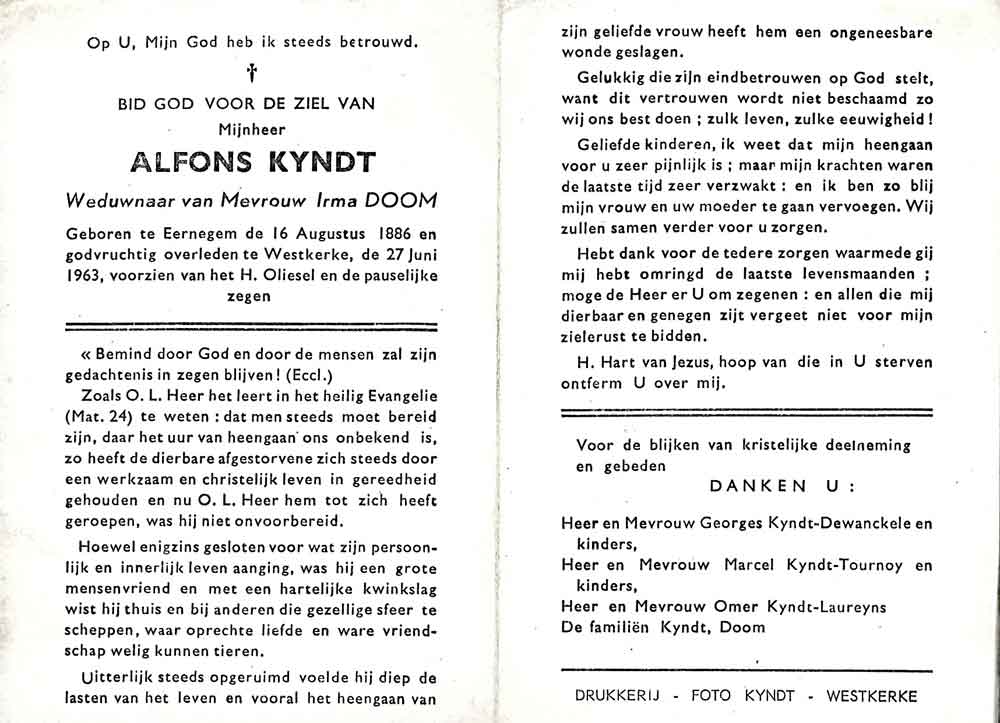 Op U, Mijn God heb ik steeds betrouwd.
†
BID GOD VOOR DE ZIEL VAN
Mijnheer
ALFONS KYNDT
Weduwnaar van Mevrouw Irma DOOM
Geboren te Eernegem de 16 Augustus 1886 en
godvruchtig overleden te Westkerke, de 27 Juni
1963, voorzien van het H. Oliesel en de pauselijke
zegen
« Bemind door God en door de mensen zal zijn
gedachtenis in zegen blijven! (Eccl.)
Zoals O. L. Heer het leert in het heilig Evangelie
(Mat. 24) te weten : dat men steeds moet bereid
zijn, daar het uur van heengaan ons onbekend is,
zo heeft de dierbare afgestorvene zich steeds door
een werkzaam en christelijk leven in gereedheid
gehouden en nu O. L. Heer hem tot zich heeft
geroepen, was hij niet onvoorbereid.
Hoewel enigzins gesloten voor wat zijn persoon-
lijk en innerlijk leven aanging, was hij een grote
mensenvriend en met een hartelijke kwinkslag
wist hij thuis en bij anderen die gezellige sfeer te
scheppen, waar oprechte liefde en ware vriend-
schap welig kunnen tieren.
Uitterlijk steeds opgeruimd voelde hij diep de
lasten van het leven en vooral het heengaan van
zijn geliefde vrouw heeft hem een ongeneesbare
wonde geslagen.
Gelukkig die zijn eindbetrouwen op God stelt,
want dit vertrouwen wordt niet beschaamd zo
wij ons best doen ; zulk leven, zulke eeuwigheid !
Geliefde kinderen, ik weet dat mijn heengaan
voor u zeer pijnlijk is ; maar mijn krachten waren
de laatste tijd zeer verzwakt : en ik ben zo blij
mijn vrouw en uw moeder te gaan vervoegen. Wij
zullen samen verder voor u zorgen.
Hebt dank voor de tedere zorgen waarmede gij
mij hebt omringd de laatste levensmaanden ;
moge de Heer er U om zegenen : en allen die mij
dierbaar en genegen zijt vergeet niet voor mijn
zielerust te bidden.
H. Hart van Jezus, hoop van die in U sterven
ontferm U over mij.
Voor de blijken van kristelijke deelneming
en gebeden
DANKEN U :
Heer en Mevrouw Georges Kyndt-Dewanckele en
kinders,
Heer en Mevrouw Marcel Kyndt-Tournoy en
kinders,
Heer en Mevrouw Omer Kyndt-Laureyns
De familiën Kyndt, Doom
DRUKKERIJ - FOTO KYNDT - WESTKERKE